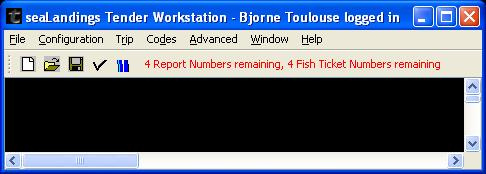 seaLandings Tender Workstation - Bjorne Toulouse logged in
File Configuration Trip Codes Advanced Window Help
4 Report Numbers remaining, 4 Fish Ticket Numbers remaining